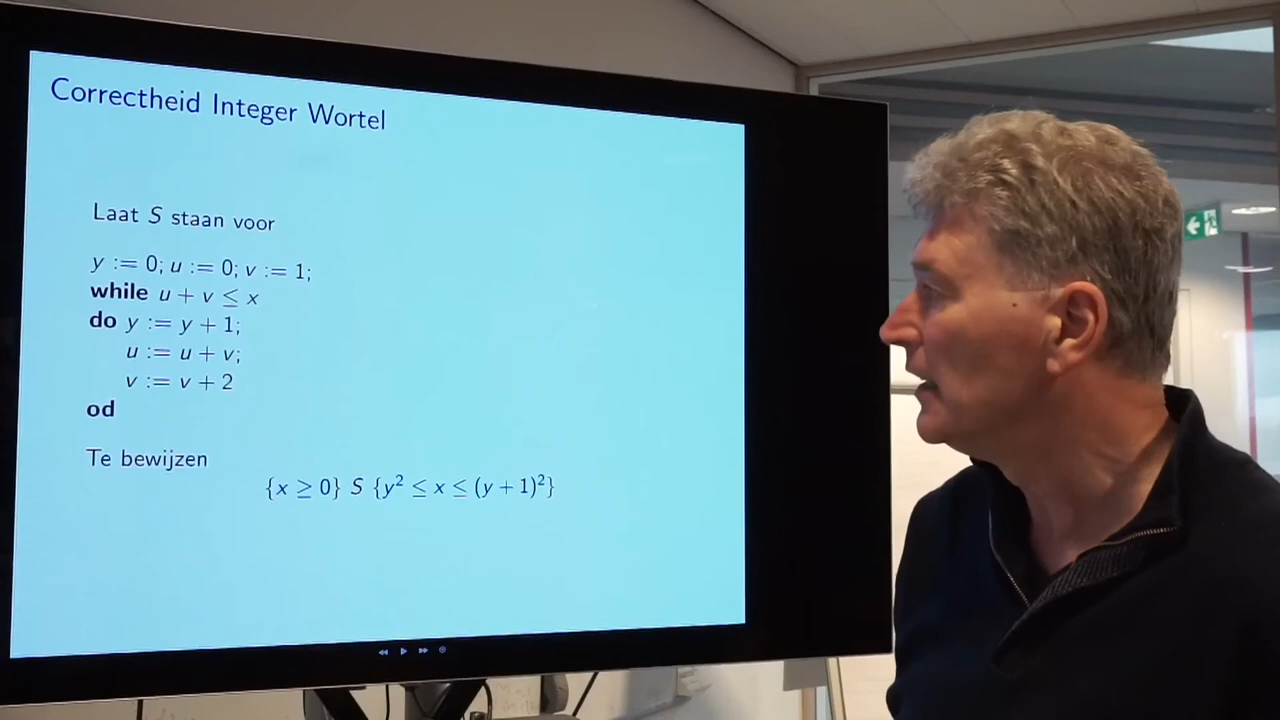 Correctheid Integer Wortel
Laat S staan voor
y := 0; u := 0; v := 1;
while u + v ≤ x
do y := y + 1;
u := u + v;
v := v + 2
od
Te bewijzen
{x ≥ 0} S {y² ≤ x ≤ (y + 1)²}